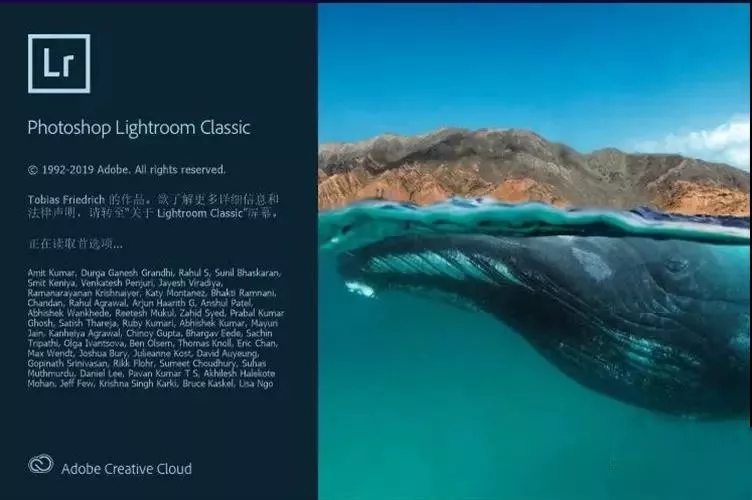 Lr
Photoshop Lightroom Classic
© 1992-2019 Adobe. All rights reserved.
Tobias Friedrich 的作品。欲了解更多详细信息和
法律声明，请转至“关于 Lightroom Classic”屏幕。
正在读取首选项...
Amit Kumar, Durga Ganesh Grandhi, Rahul S, Sunil Bhaskaran,
Smit Keniya, Venkatesh Penjuri, Jayesh Viradiya,
Ramanarayanan Krishnaiyer, Katy Montanez, Bhakti Ramnani,
Chandan, Rahul Agrawal, Arjun Haarith G, Anshul Patel,
Abhishek Wankhede, Reetesh Mukul, Zahid Syed, Prabal Kumar
Ghosh, Satish Thareja, Ruby Kumari, Abhishek Kumar, Mayuri
Jain, Kanheiya Agrawal, Chinoy Gupta, Bhargav Eede, Sachin
Tripathi, Olga Ivantsova, Ben Olsem, Thomas Knoll, Eric Chan,
Max Wendt, Joshua Bury, Julieanne Kost, David Auyeung,
Gopinath Srinivasan, Rikk Flohr, Sumeet Choudhury, Suhas
Muthmurdu, Daniel Lee, Pavan Kumar T S, Akhilesh Halekote
Mohan, Jeff Few, Krishna Singh Karki, Bruce Kaskel, Lisa Ngo
Adobe Creative Cloud